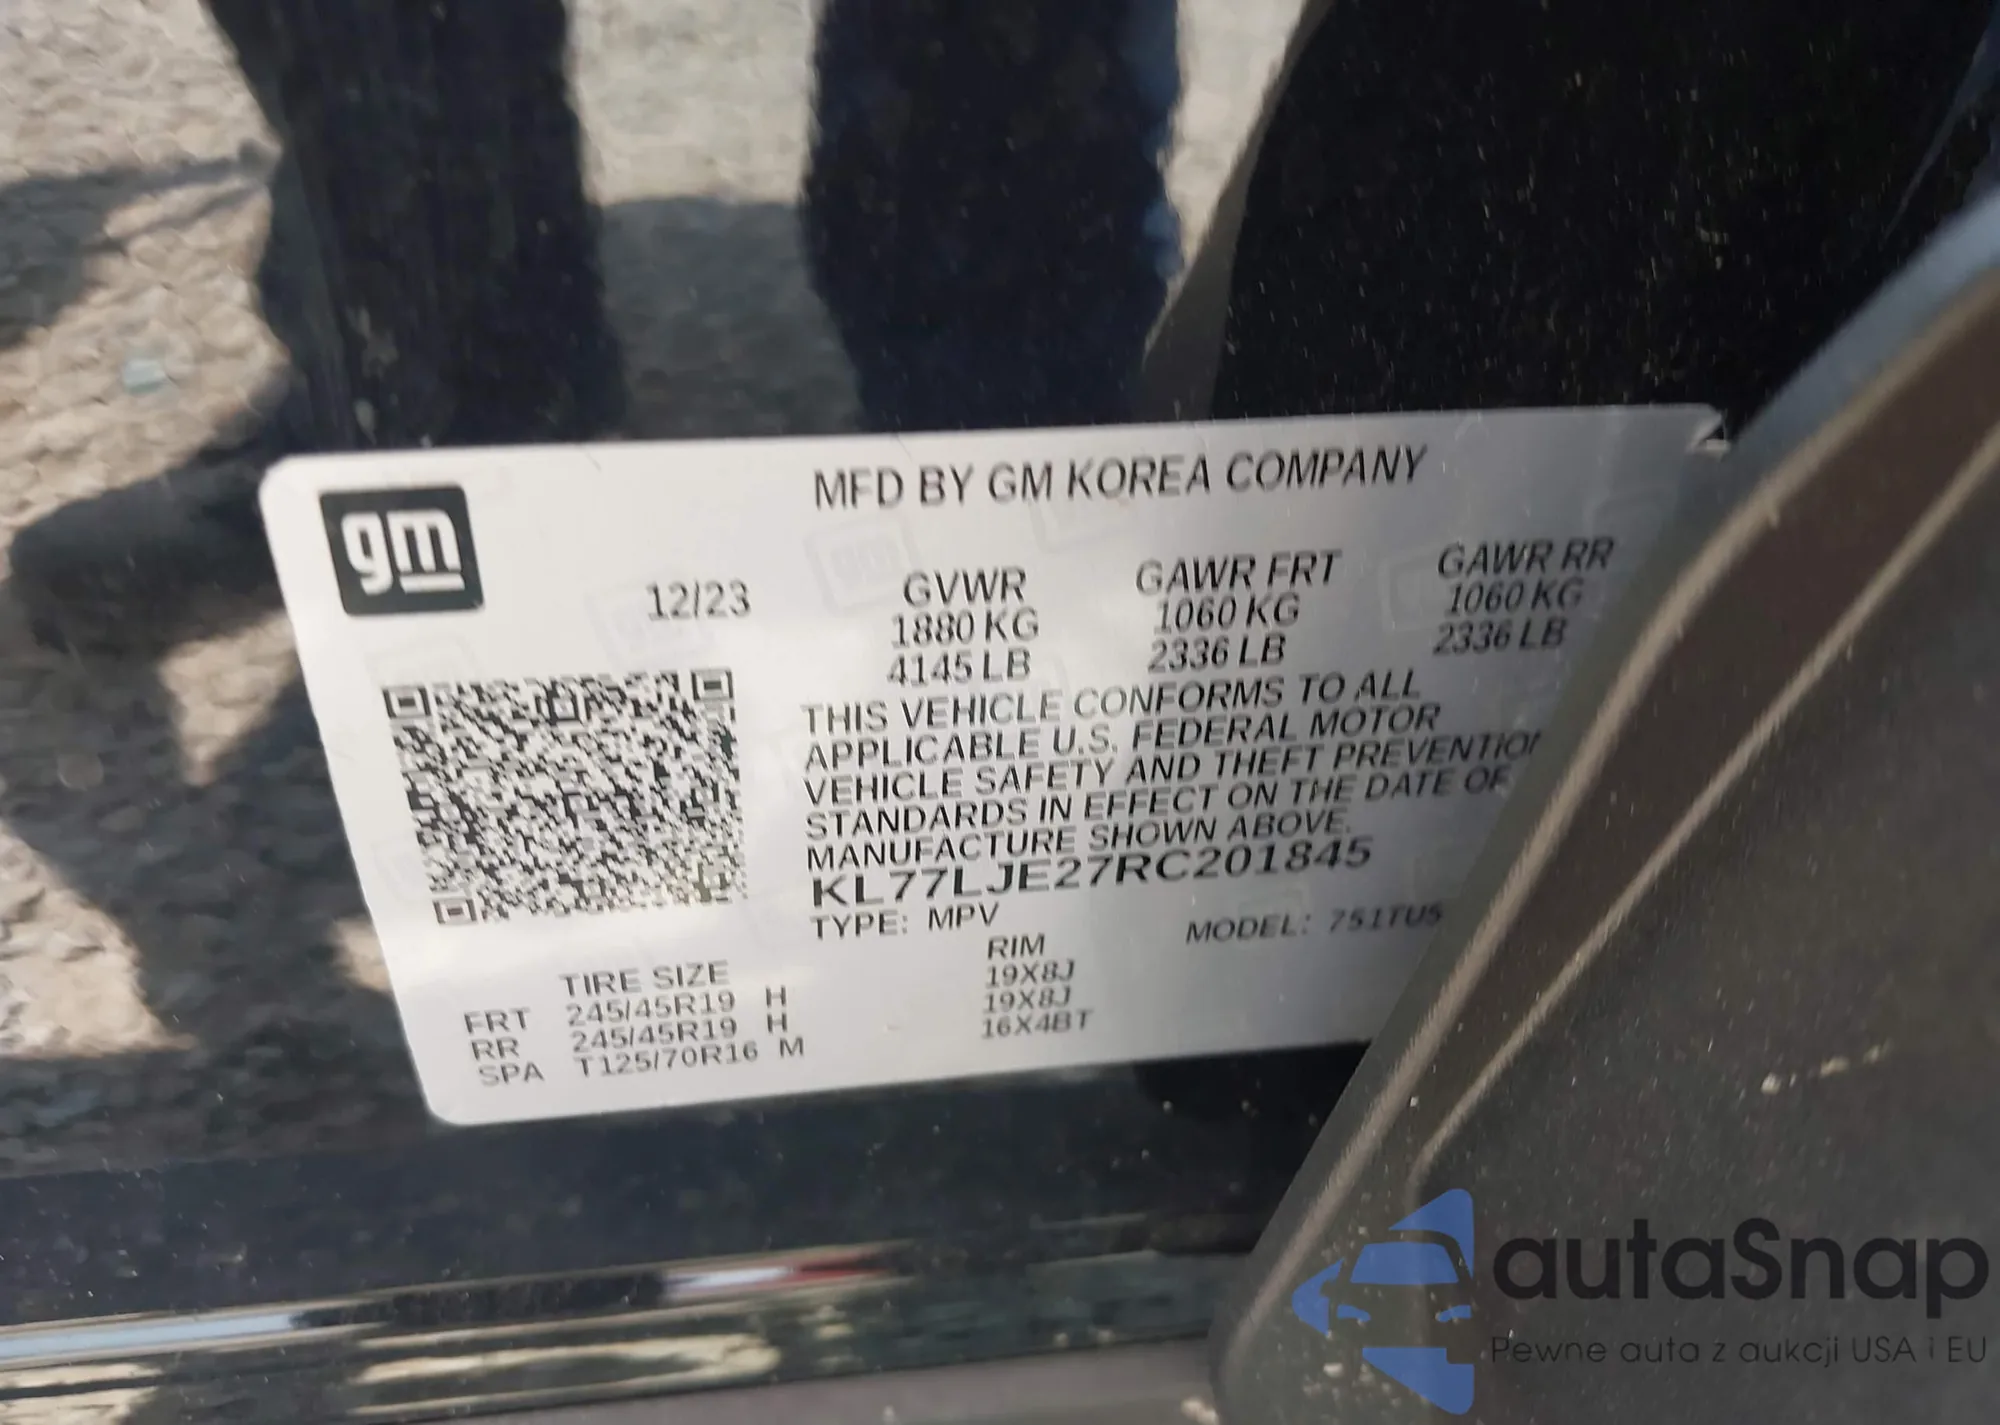 gm
MFD BY GM KOREA COMPANY
12/23
GVWR GAWR FRT GAWR RR
1880 KG 1060 KG 1060 KG
4145 LB 2336 LB 2336 LB
THIS VEHICLE CONFORMS TO ALL
APPLICABLE U.S. FEDERAL MOTOR
VEHICLE SAFETY AND THEFT PREVENTION
STANDARDS IN EFFECT ON THE DATE OF
MANUFACTURE SHOWN ABOVE.
KL77LJE27RC201845
TYPE: MPV MODEL: 751TU5
TIRE SIZE RIM
FRT 245/45R19 H 19X8J
RR 245/45R19 H 19X8J
SPA T125/70R16 M 16X4BT
autaSnap
Pewne auta z aukcji USA i EU